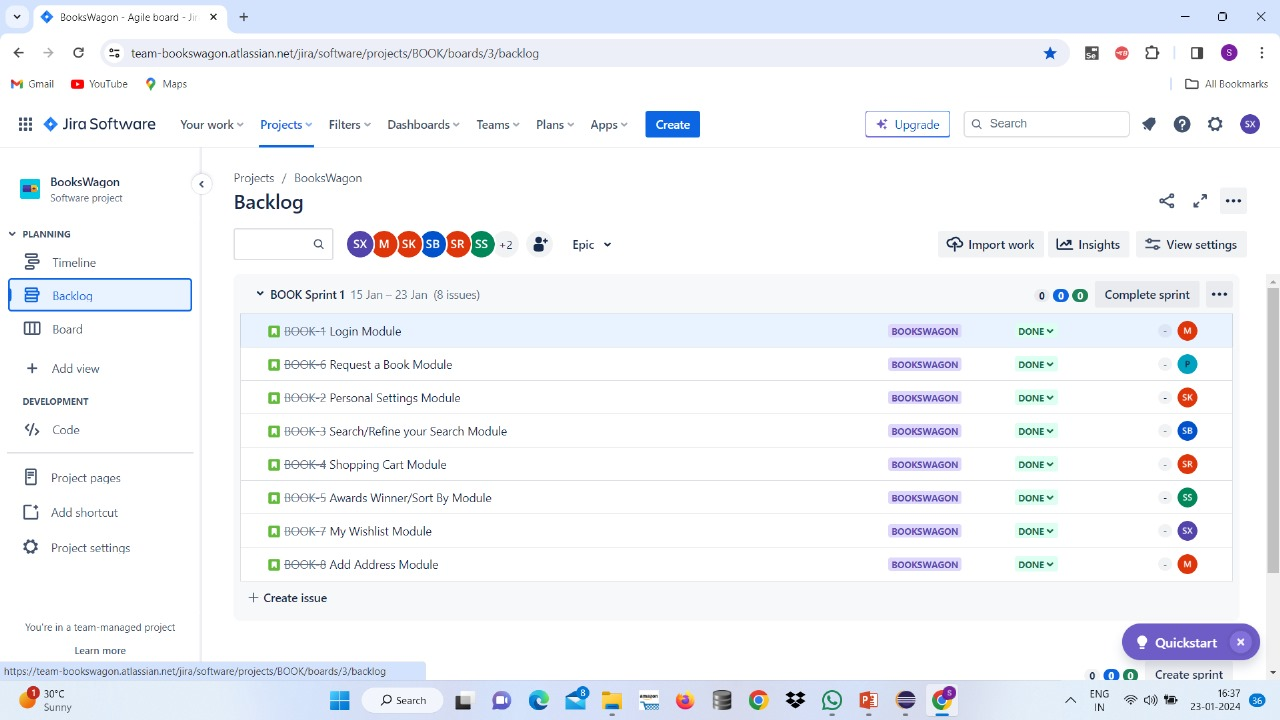 BooksWagon - Agile board - Jir
team-bookswagon.atlassian.net/jira/software/projects/BOOK/boards/3/backlog
S
Gmail YouTube Maps All Bookmarks
Jira Software Your work Projects Filters Dashboards Teams Plans Apps Create Upgrade Search SX
BooksWagon
Software project
PLANNING
Timeline
Backlog
Board
Add view
DEVELOPMENT
Code
Project pages
Add shortcut
Project settings
You're in a team-managed project
Learn more
Projects / BooksWagon
Backlog
SX M SK SB SR SS +2 Epic Import work Insights View settings
BOOK Sprint 1 15 Jan – 23 Jan (8 issues) 0 0 0 Complete sprint
BOOK-1 Login Module BOOKSWAGON DONE - M
BOOK-6 Request a Book Module BOOKSWAGON DONE - P
BOOK-2 Personal Settings Module BOOKSWAGON DONE - SK
BOOK-3 Search/Refine your Search Module BOOKSWAGON DONE - SB
BOOK-4 Shopping Cart Module BOOKSWAGON DONE - SR
BOOK-5 Awards Winner/Sort By Module BOOKSWAGON DONE - SS
BOOK-7 My Wishlist Module BOOKSWAGON DONE - SX
BOOK-8 Add Address Module BOOKSWAGON DONE - M
+ Create issue
Quickstart
0 0 0 Create sprint
https://team-bookswagon.atlassian.net/jira/software/projects/BOOK/boards/3/backlog
1 30°C
Sunny
Search
8
amazon
S
ENG
IN
16:37
23-01-2024
36